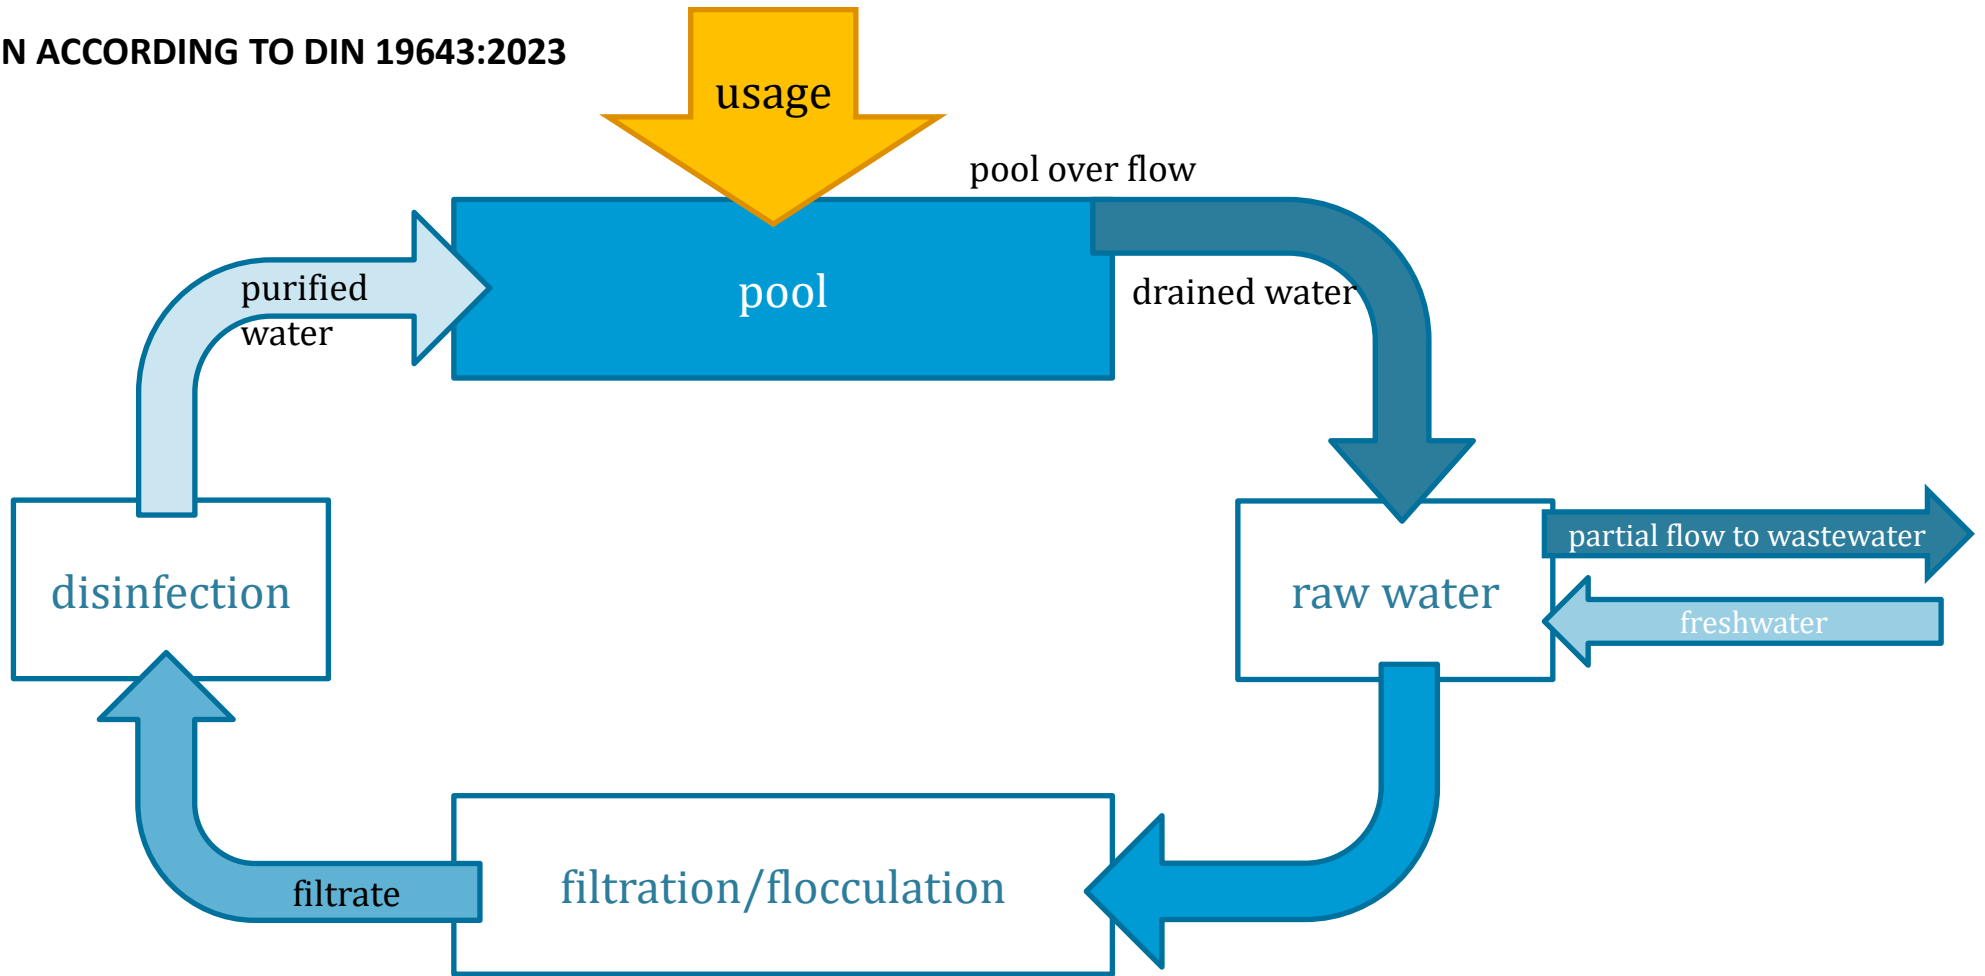 N ACCORDING TO DIN 19643:2023
usage
pool over flow
purified
water
pool
drained water
disinfection
raw water
partial flow to wastewater
freshwater
filtrate
filtration/flocculation